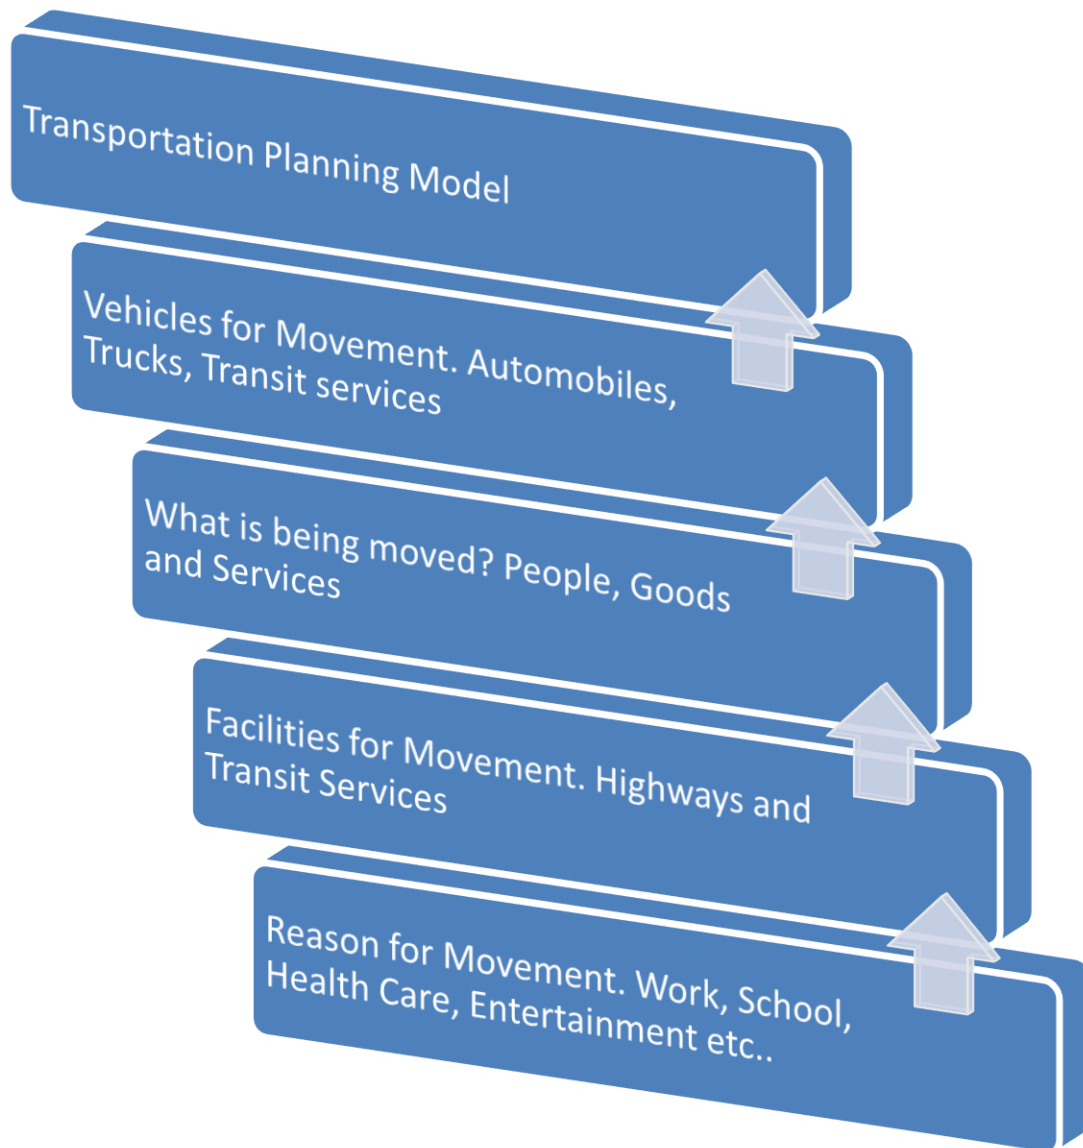 Transportation Planning Model
Vehicles for Movement. Automobiles,
Trucks, Transit services
What is being moved? People, Goods
and Services
Facilities for Movement. Highways and
Transit Services
Reason for Movement. Work, School,
Health Care, Entertainment etc..